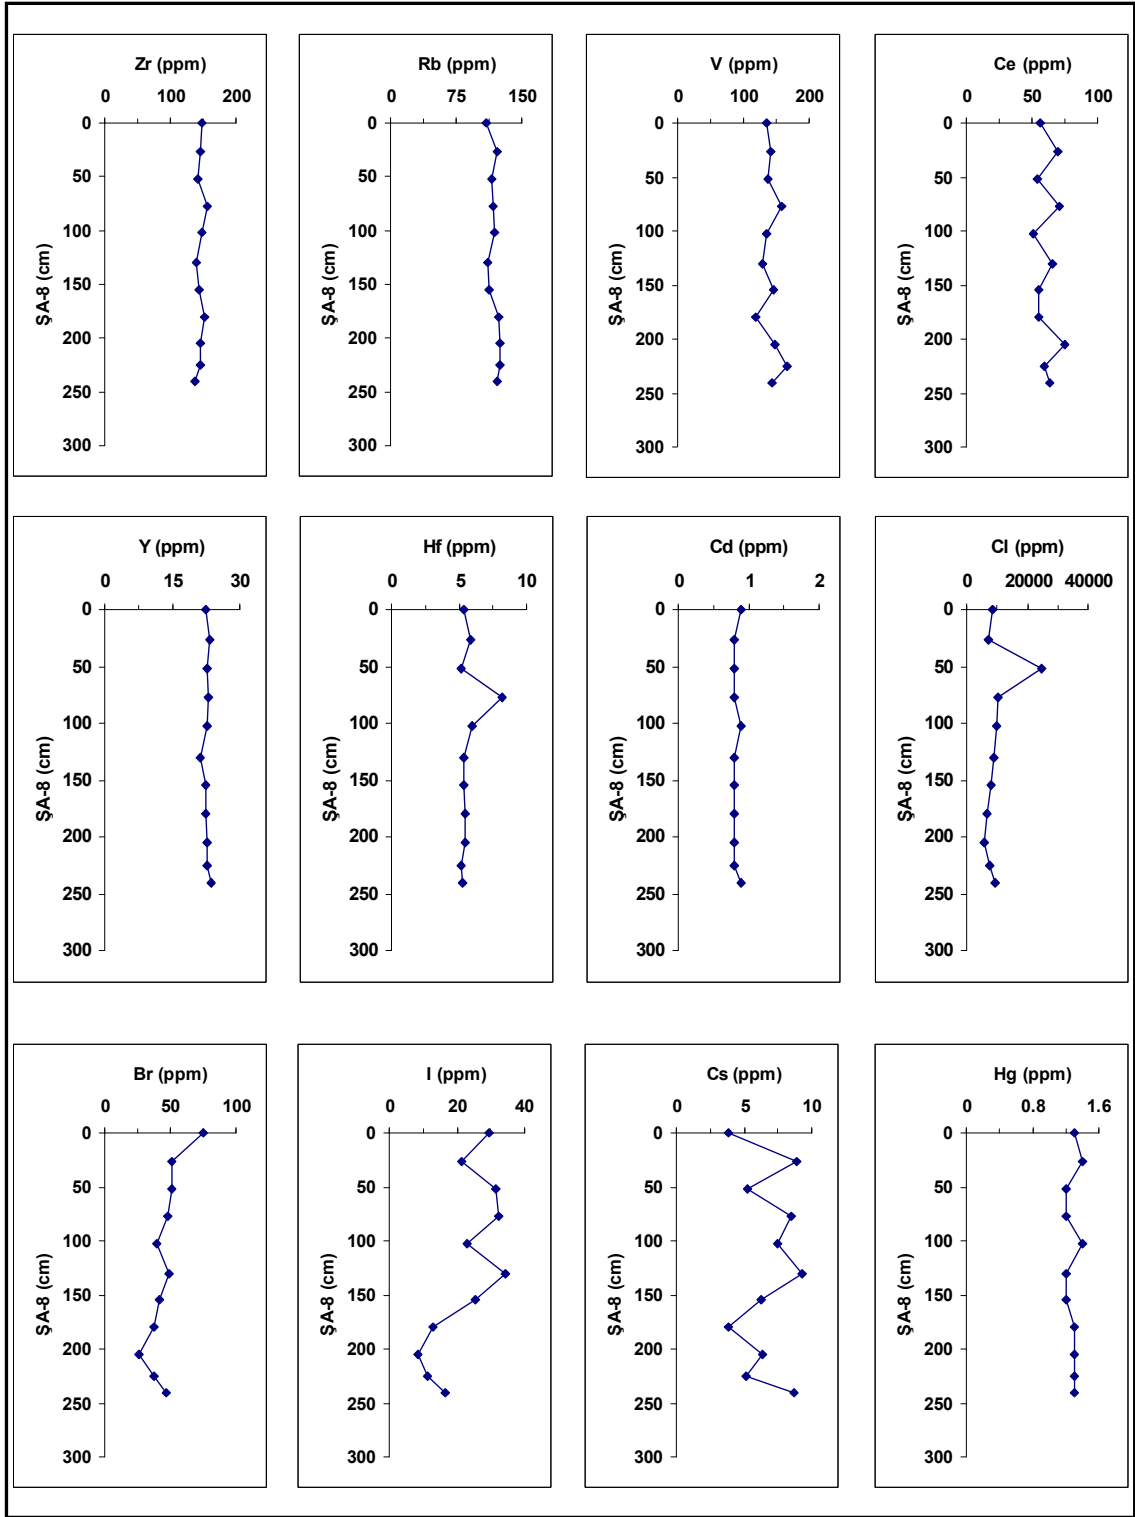 Zr (ppm)
0 100 200
0
50
100
150
200
250
300
ŞA-8 (cm)
Rb (ppm)
0 75 150
0
50
100
150
200
250
300
ŞA-8 (cm)
V (ppm)
0 100 200
0
50
100
150
200
250
300
ŞA-8 (cm)
Ce (ppm)
0 50 100
0
50
100
150
200
250
300
ŞA-8 (cm)
Y (ppm)
0 15 30
0
50
100
150
200
250
300
ŞA-8 (cm)
Hf (ppm)
0 5 10
0
50
100
150
200
250
300
ŞA-8 (cm)
Cd (ppm)
0 1 2
0
50
100
150
200
250
300
ŞA-8 (cm)
Cl (ppm)
0 20000 40000
0
50
100
150
200
250
300
ŞA-8 (cm)
Br (ppm)
0 50 100
0
50
100
150
200
250
300
ŞA-8 (cm)
I (ppm)
0 20 40
0
50
100
150
200
250
300
ŞA-8 (cm)
Cs (ppm)
0 5 10
0
50
100
150
200
250
300
ŞA-8 (cm)
Hg (ppm)
0 0.8 1.6
0
50
100
150
200
250
300
ŞA-8 (cm)